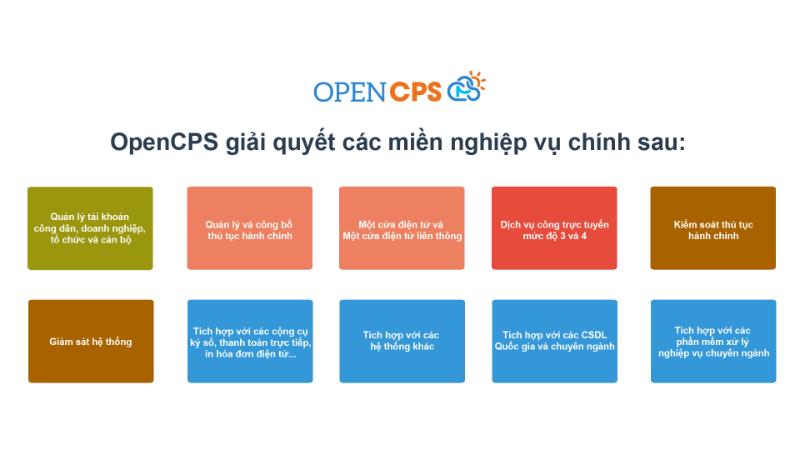 OPENCPS
OpenCPS giải quyết các miền nghiệp vụ chính sau:
Quản lý tài khoản
công dân, doanh nghiệp,
tổ chức và cán bộ
Quản lý và công bố
thủ tục hành chính
Một cửa điện tử và
Một cửa điện tử liên thông
Dịch vụ công trực tuyến
mức độ 3 và 4
Kiểm soát thủ tục
hành chính
Giám sát hệ thống
Tích hợp với các cộng cụ
ký số, thanh toán trực tiếp,
in hóa đơn điện tử...
Tích hợp với các
hệ thống khác
Tích hợp với các CSDL
Quốc gia và chuyên ngành
Tích hợp với các
phần mềm xử lý
nghiệp vụ chuyên ngành